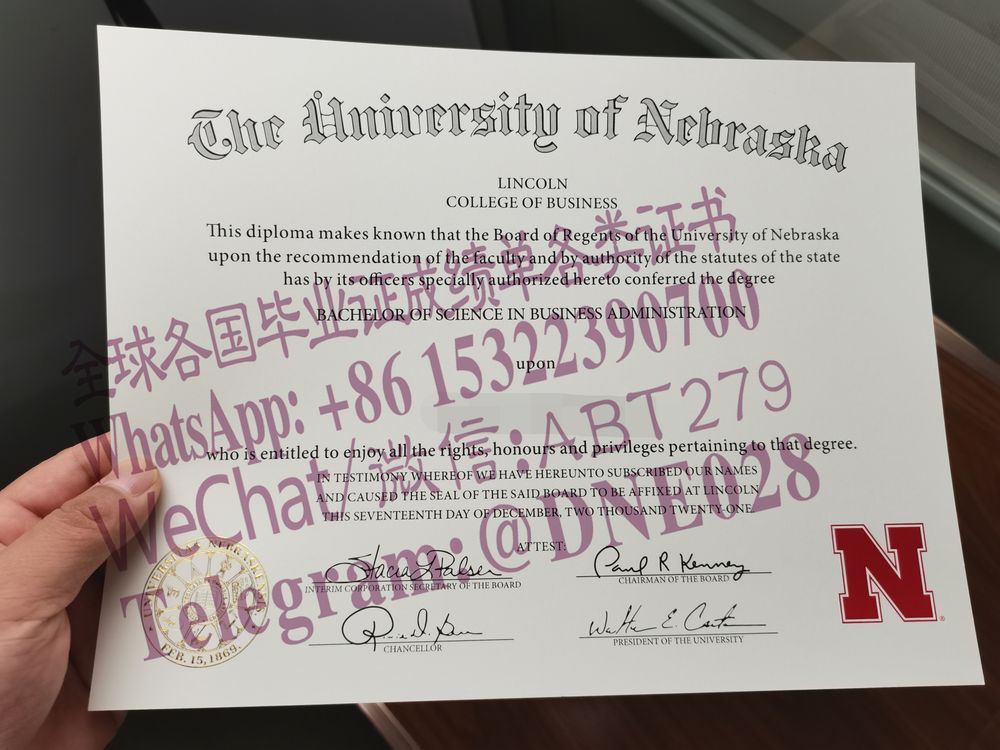 The University of Nebraska
LINCOLN
COLLEGE OF BUSINESS
This diploma makes known that the Board of Regents of the University of Nebraska
upon the recommendation of the faculty and by authority of the statutes of the state
has by its officers specially authorized hereto conferred the degree
BACHELOR OF SCIENCE IN BUSINESS ADMINISTRATION
upon
who is entitled to enjoy all the rights, honours and privileges pertaining to that degree.
IN TESTIMONY WHEREOF WE HAVE HEREUNTO SUBSCRIBED OUR NAMES
AND CAUSED THE SEAL OF THE SAID BOARD TO BE AFFIXED AT LINCOLN
THIS SEVENTEENTH DAY OF DECEMBER, TWO THOUSAND TWENTY-ONE
ATTEST:
Stacia L Palser
INTERIM CORPORATION SECRETARY OF THE BOARD
Paul R Kenney
CHAIRMAN OF THE BOARD
CHANCELLOR
PRESIDENT OF THE UNIVERSITY
UNIVERSITY OF NEBRASKA
FEB. 15, 1869.
N
全球各国毕业证成绩单各类证书
WhatsApp: +86 15322390700
WeChat/微信:ABT279
Telegram: @DNE028